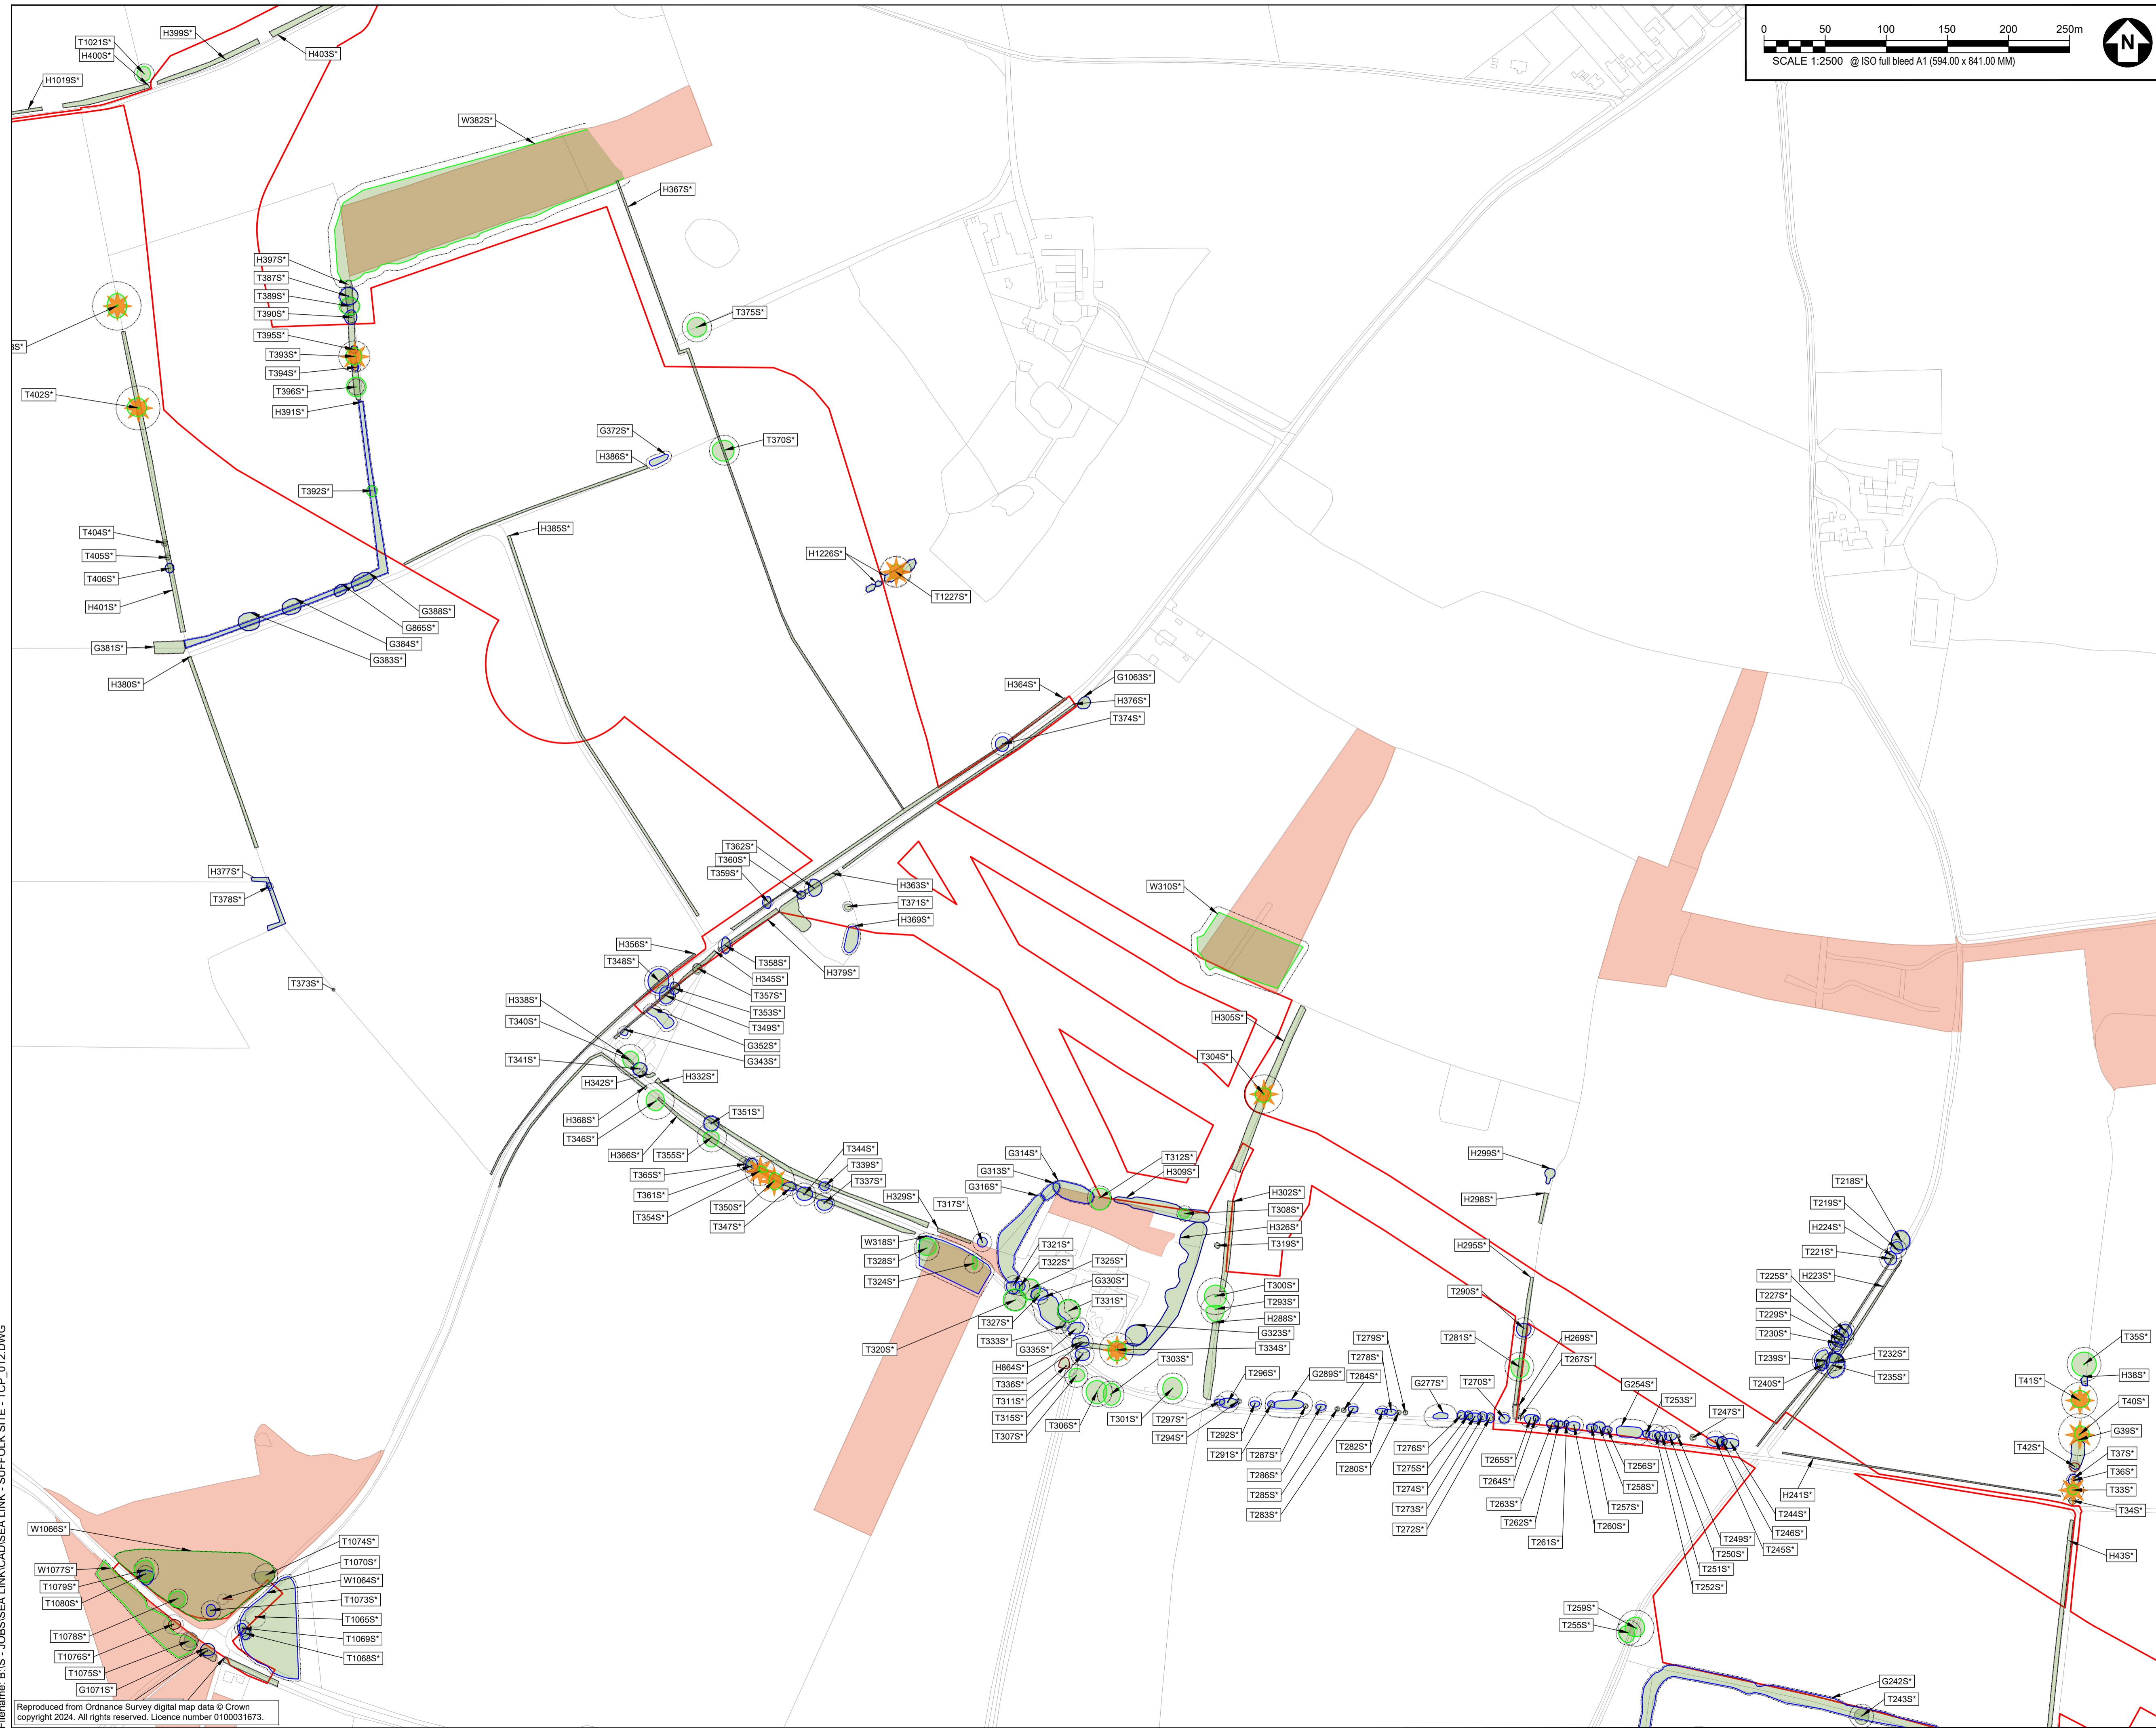 0 50 100 150 200 250m
SCALE 1:2500 @ ISO full bleed A1 (594.00 x 841.00 MM)
N
T1021S*
H400S*
H399S*
H403S*
H1019S*
W382S*
H367S*
H397S*
T387S*
T389S*
T390S*
T395S*
T393S*
T394S*
T396S*
H391S*
T375S*
T402S*
G372S*
H386S*
T370S*
T392S*
T404S*
T405S*
T406S*
H401S*
H385S*
H1226S*
T1227S*
G388S*
G865S*
G384S*
G383S*
G381S*
H380S*
H364S*
G1063S*
H376S*
T374S*
T362S*
T360S*
T359S*
H363S*
T371S*
H369S*
H377S*
T378S*
W310S*
H356S*
T348S*
T358S*
H345S*
T357S*
T353S*
T349S*
G352S*
G343S*
H379S*
T373S*
H338S*
T340S*
T341S*
H342S*
H332S*
H368S*
T346S*
T351S*
H366S*
T355S*
H305S*
T304S*
T344S*
T339S*
T337S*
T365S*
T361S*
T354S*
T350S*
T347S*
H329S*
T317S*
G314S*
G313S*
G316S*
T312S*
H309S*
H302S*
T308S*
H326S*
T319S*
W318S*
T328S*
T324S*
T321S*
T322S*
T325S*
G330S*
T331S*
T300S*
T293S*
H288S*
G323S*
T334S*
T303S*
T327S*
T333S*
G335S*
T320S*
H864S*
T336S*
T311S*
T315S*
T307S*
T306S*
T301S*
T297S*
T294S*
T296S*
G289S*
T279S*
T278S*
T284S*
T292S*
T291S*
T287S*
T286S*
T285S*
T283S*
T282S*
T280S*
G277S*
T270S*
H299S*
H298S*
H295S*
T290S*
T281S*
H269S*
T267S*
G254S*
T253S*
T247S*
T276S*
T275S*
T274S*
T273S*
T272S*
T265S*
T264S*
T263S*
T262S*
T261S*
T260S*
T257S*
T258S*
T256S*
T249S*
T250S*
T251S*
T252S*
T244S*
T246S*
T245S*
T218S*
T219S*
H224S*
T221S*
T225S*
H223S*
T227S*
T229S*
T230S*
T239S*
T240S*
T232S*
T235S*
H241S*
T35S*
H38S*
T41S*
T40S*
G39S*
T42S*
T37S*
T36S*
T33S*
T34S*
H43S*
T259S*
T255S*
G242S*
T243S*
W1066S*
W1077S*
T1079S*
T1080S*
T1074S*
T1070S*
W1064S*
T1073S*
T1065S*
T1069S*
T1068S*
T1078S*
T1076S*
T1075S*
G1071S*
Reproduced from Ordnance Survey digital map data © Crown
copyright 2024. All rights reserved. Licence number 0100031673.